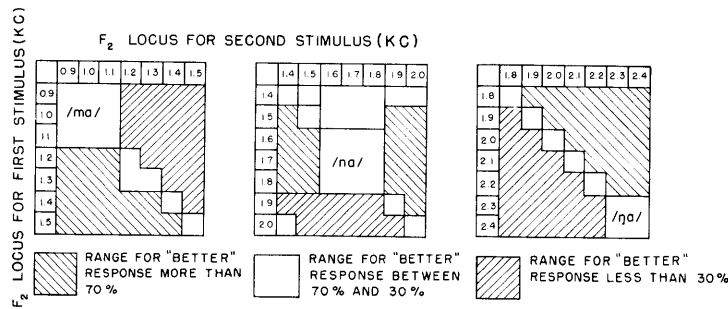 F₂ LOCUS FOR SECOND STIMULUS (KC)
F₂ LOCUS FOR FIRST STIMULUS (KC)
0.9 1.0 1.1 1.2 1.3 1.4 1.5
0.9
1.0
1.1
1.2
1.3
1.4
1.5
/ma/
1.4 1.5 1.6 1.7 1.8 1.9 2.0
1.4
1.5
1.6
1.7
1.8
1.9
2.0
/na/
1.8 1.9 2.0 2.1 2.2 2.3 2.4
1.8
1.9
2.0
2.1
2.2
2.3
2.4
/ŋa/
RANGE FOR "BETTER"
RESPONSE MORE THAN
70%
RANGE FOR "BETTER"
RESPONSE BETWEEN
70% AND 30%
RANGE FOR "BETTER"
RESPONSE LESS THAN 30%